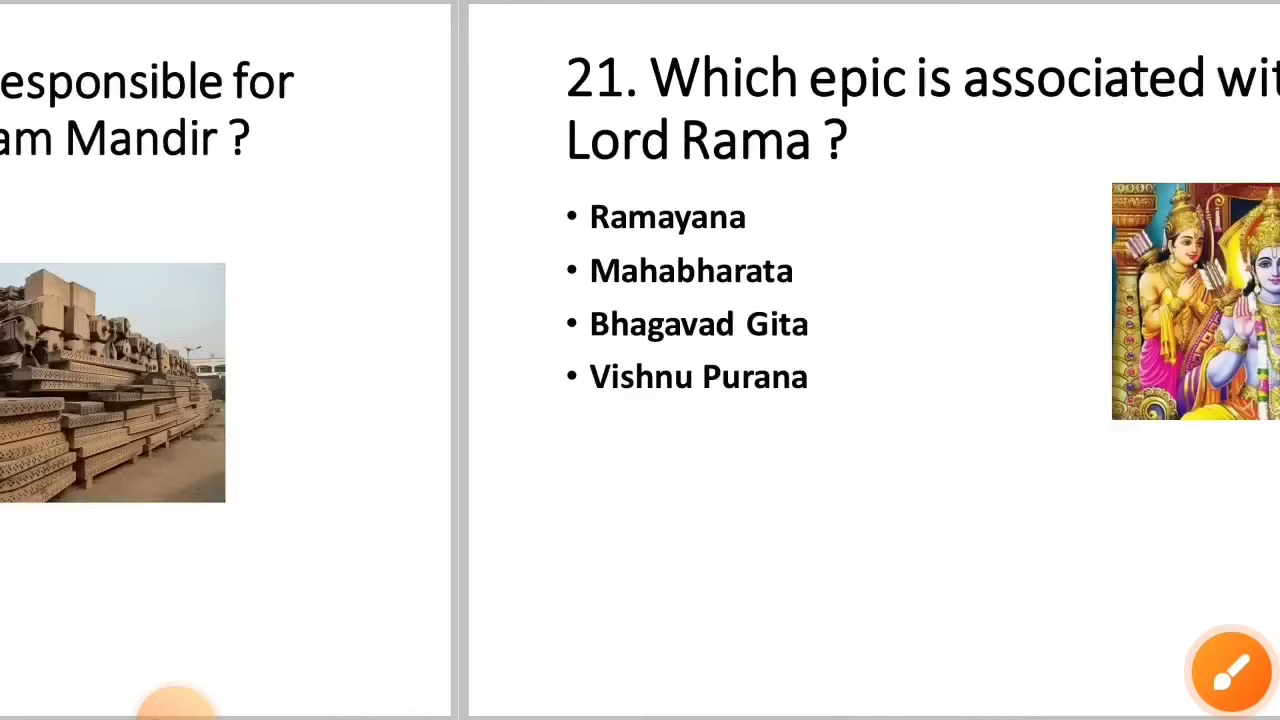 esponsible for
am Mandir ?
21. Which epic is associated wit
Lord Rama ?
• Ramayana
• Mahabharata
• Bhagavad Gita
• Vishnu Purana